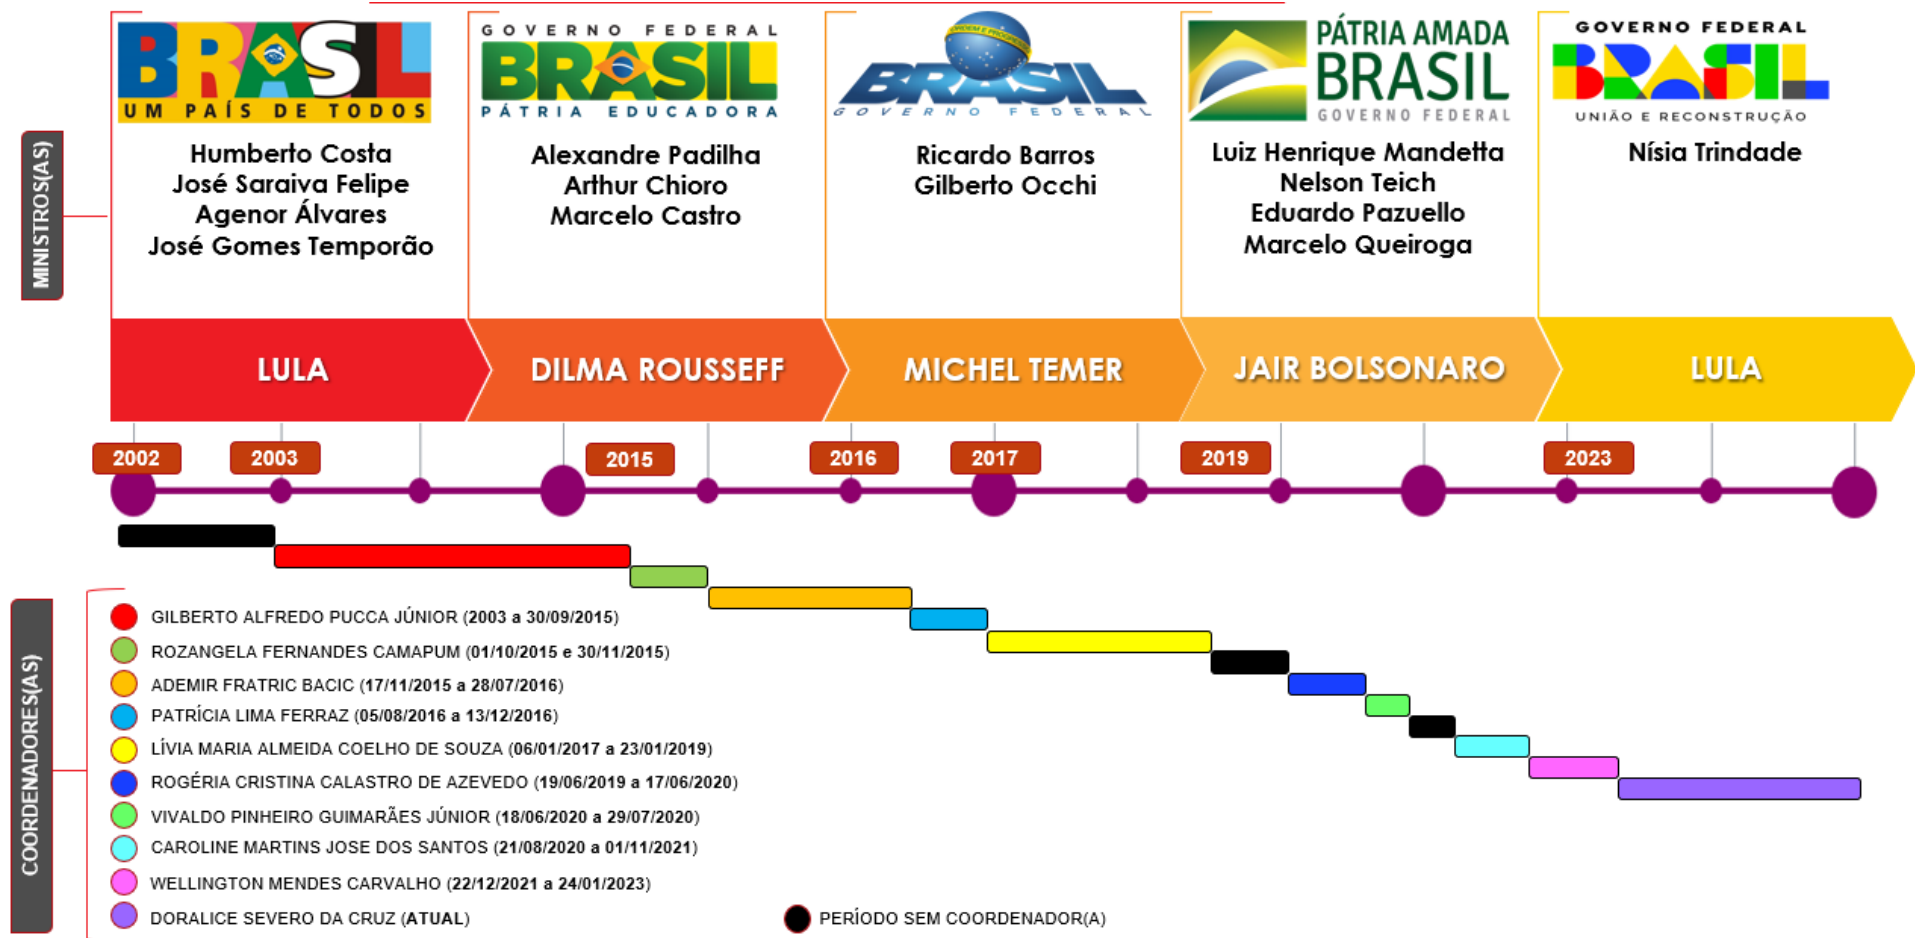 BRASIL
UM PAÍS DE TODOS
GOVERNO FEDERAL
BRASIL
PÁTRIA EDUCADORA
ORDEM E PROGRESSO
BRASIL
GOVERNO FEDERAL
PÁTRIA AMADA
BRASIL
GOVERNO FEDERAL
GOVERNO FEDERAL
BRASIL
UNIÃO E RECONSTRUÇÃO
MINISTROS(AS)
Humberto Costa
José Saraiva Felipe
Agenor Álvares
José Gomes Temporão
Alexandre Padilha
Arthur Chioro
Marcelo Castro
Ricardo Barros
Gilberto Occhi
Luiz Henrique Mandetta
Nelson Teich
Eduardo Pazuello
Marcelo Queiroga
Nísia Trindade
LULA
DILMA ROUSSEFF
MICHEL TEMER
JAIR BOLSONARO
LULA
2002
2003
2015
2016
2017
2019
2023
COORDENADORES(AS)
GILBERTO ALFREDO PUCCA JÚNIOR (2003 a 30/09/2015)
ROZANGELA FERNANDES CAMAPUM (01/10/2015 e 30/11/2015)
ADEMIR FRATRIC BACIC (17/11/2015 a 28/07/2016)
PATRÍCIA LIMA FERRAZ (05/08/2016 a 13/12/2016)
LÍVIA MARIA ALMEIDA COELHO DE SOUZA (06/01/2017 a 23/01/2019)
ROGÉRIA CRISTINA CALASTRO DE AZEVEDO (19/06/2019 a 17/06/2020)
VIVALDO PINHEIRO GUIMARÃES JÚNIOR (18/06/2020 a 29/07/2020)
CAROLINE MARTINS JOSE DOS SANTOS (21/08/2020 a 01/11/2021)
WELLINGTON MENDES CARVALHO (22/12/2021 a 24/01/2023)
DORALICE SEVERO DA CRUZ (ATUAL)
PERÍODO SEM COORDENADOR(A)